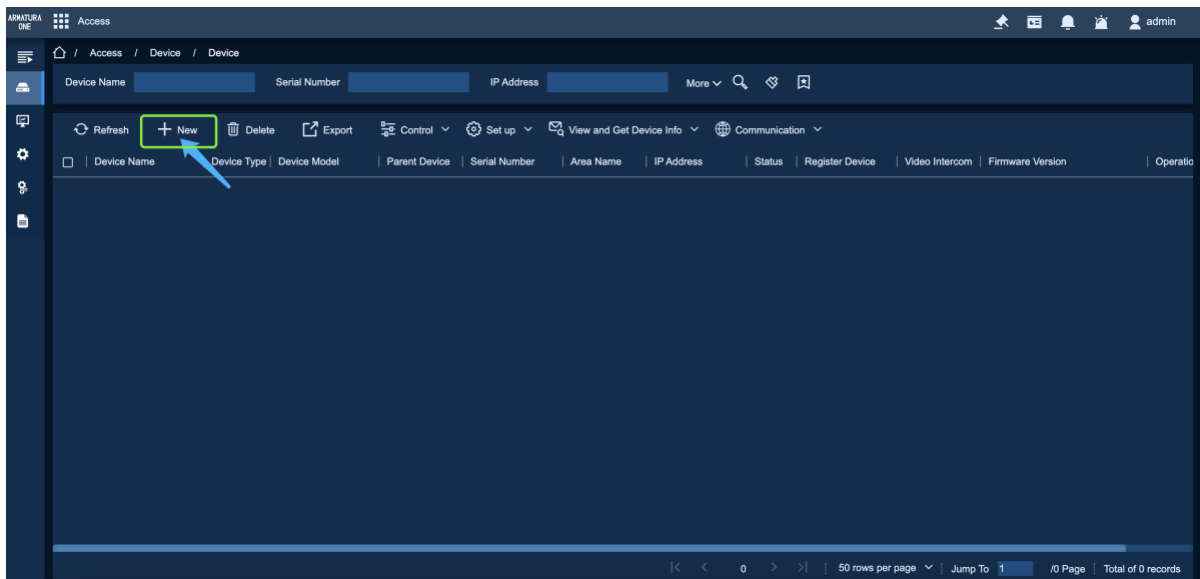 ARMATURA
ONE
Access
admin
/ Access / Device / Device
Device Name Serial Number IP Address More
Refresh New Delete Export Control Set up View and Get Device Info Communication
Device Name Device Type Device Model Parent Device Serial Number Area Name IP Address Status Register Device Video Intercom Firmware Version Operatio
0 50 rows per page Jump To 1 /0 Page Total of 0 records